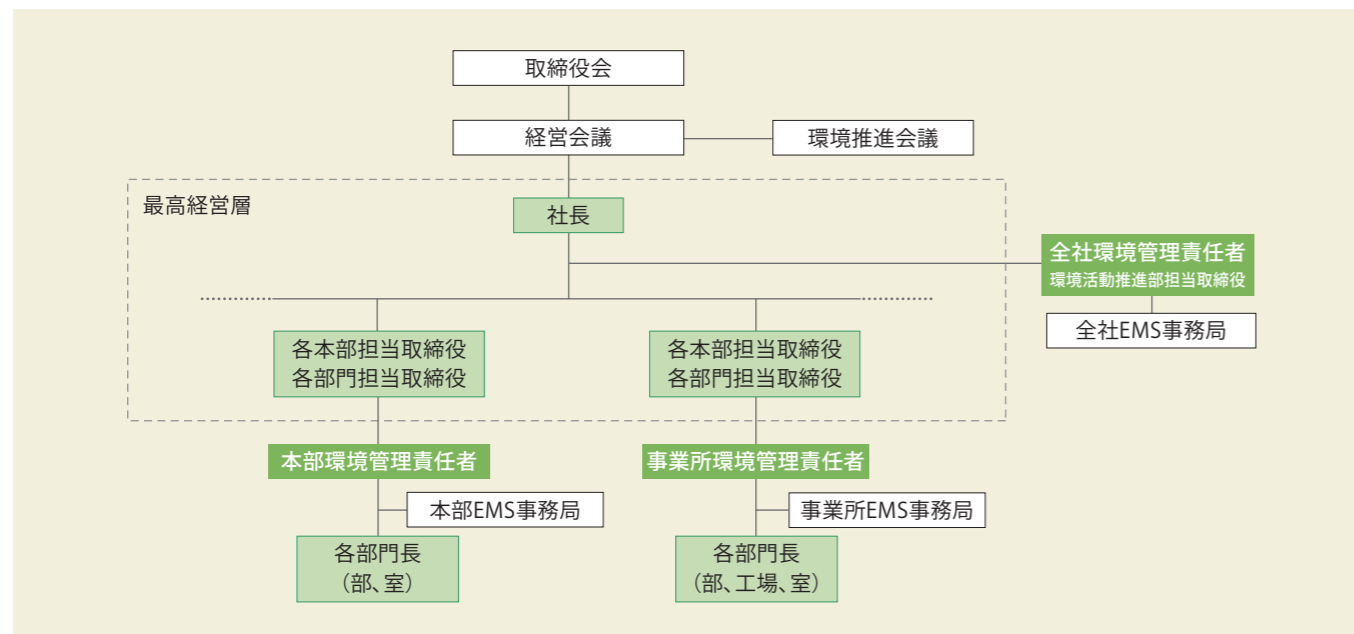 取締役会
経営会議
環境推進会議
最高経営層
社長
全社環境管理責任者
環境活動推進部担当取締役
全社EMS事務局
各本部担当取締役
各部門担当取締役
各本部担当取締役
各部門担当取締役
本部環境管理責任者
事業所環境管理責任者
本部EMS事務局
事業所EMS事務局
各部門長
（部、室）
各部門長
（部、工場、室）